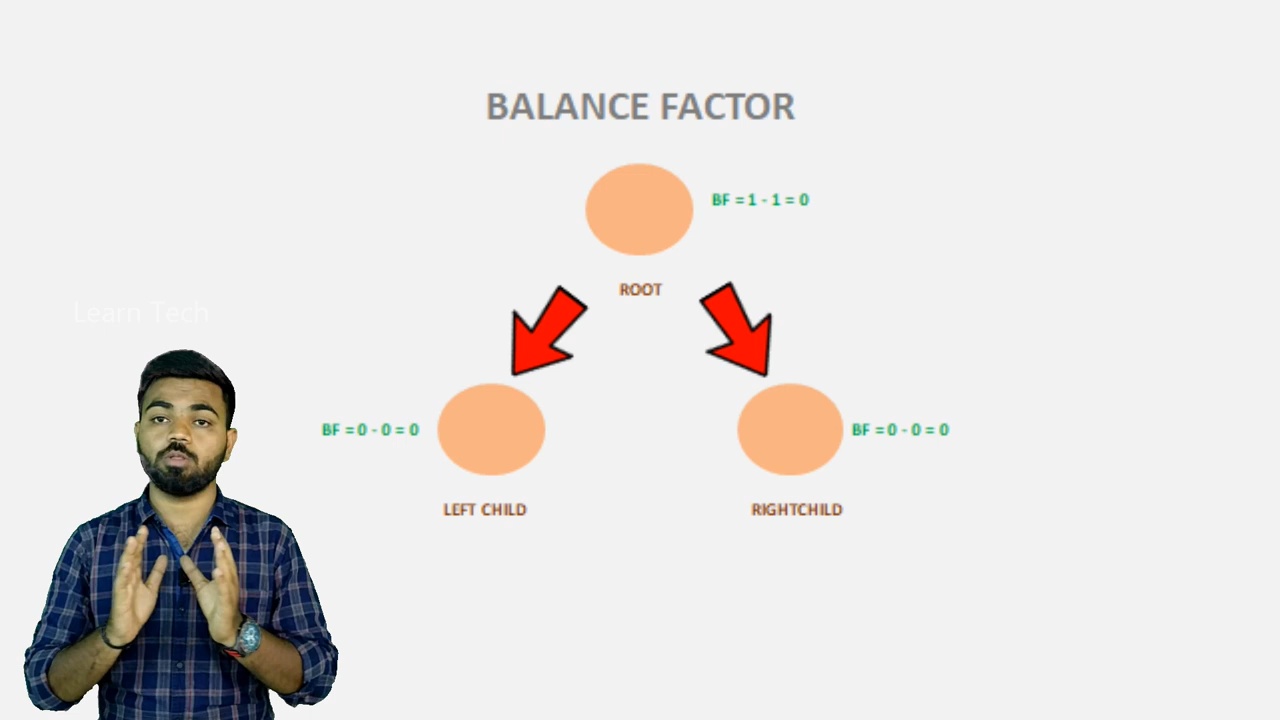 BALANCE FACTOR
BF = 1 - 1 = 0
ROOT
Learn Tech
BF = 0 - 0 = 0
BF = 0 - 0 = 0
LEFT CHILD
RIGHTCHILD